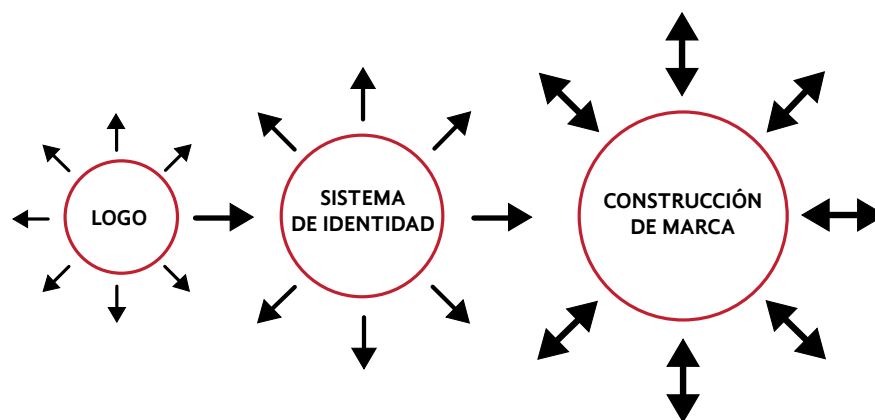 LOGO
SISTEMA
DE IDENTIDAD
CONSTRUCCIÓN
DE MARCA